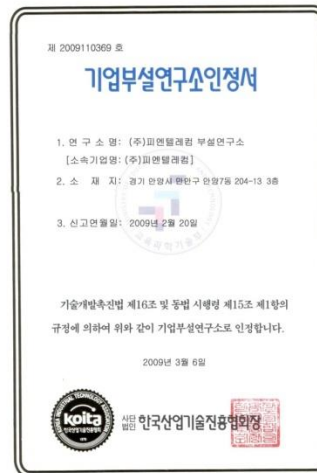 제 2009110369 호
기업부설연구소인정서
1. 연 구 소 명: (주)피엔텔레컴 부설연구소
[소속기업명: (주)피엔텔레컴]
2. 소 재 지: 경기 안양시 만안구 안양7동 204-13 3층
3. 신고연월일: 2009년 2월 20일
기술개발촉진법 제16조 및 동법 시행령 제15조 제1항의
규정에 의하여 위와 같이 기업부설연구소로 인정합니다.
2009년 3월 6일
koita
사단법인 한국산업기술진흥협회장